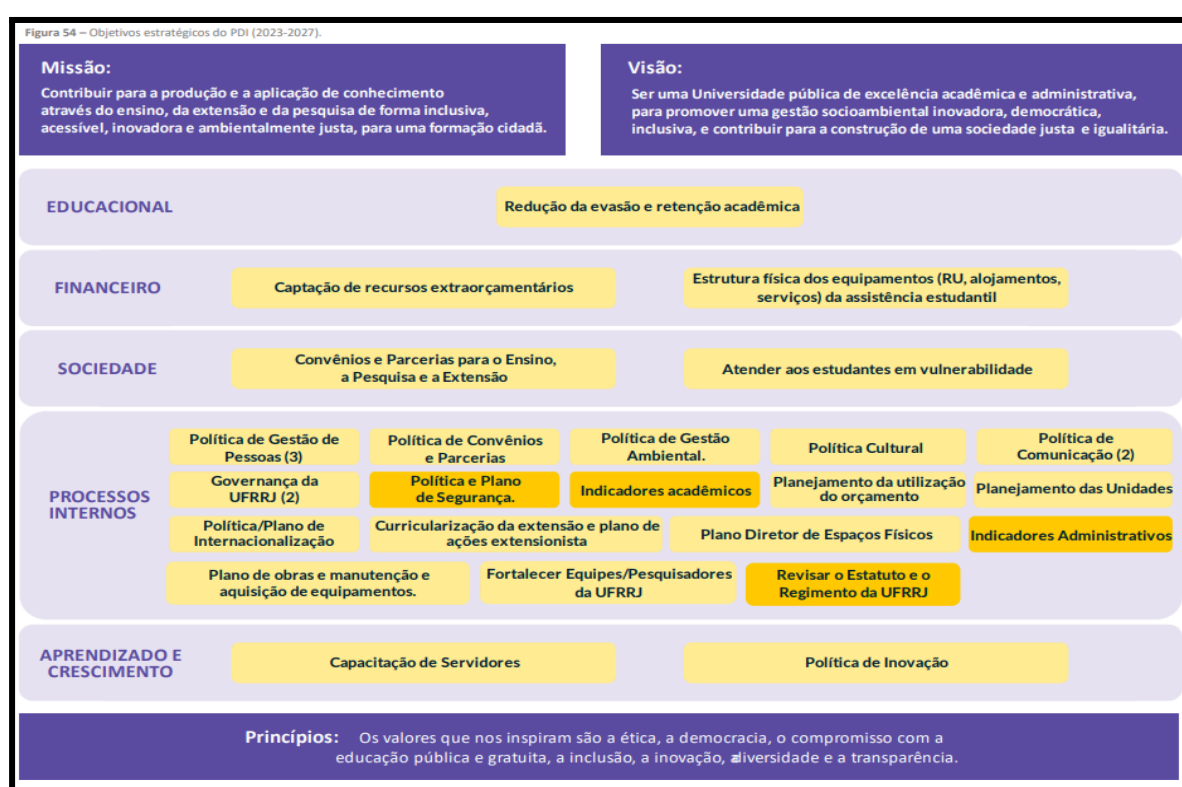 Figura 54 – Objetivos estratégicos do PDI (2023-2027).
Missão:
Contribuir para a produção e a aplicação de conhecimento
através do ensino, da extensão e da pesquisa de forma inclusiva,
acessível, inovadora e ambientalmente justa, para uma formação cidadã.
Visão:
Ser uma Universidade pública de excelência acadêmica e administrativa,
para promover uma gestão socioambiental inovadora, democrática,
inclusiva, e contribuir para a construção de uma sociedade justa e igualitária.
EDUCACIONAL
Redução da evasão e retenção acadêmica
FINANCEIRO
Captação de recursos extraorçamentários
Estrutura física dos equipamentos (RU, alojamentos,
serviços) da assistência estudantil
SOCIEDADE
Convênios e Parcerias para o Ensino,
a Pesquisa e a Extensão
Atender aos estudantes em vulnerabilidade
PROCESSOS
INTERNOS
Política de Gestão de
Pessoas (3)
Política de Convênios
e Parcerias
Política de Gestão
Ambiental.
Política Cultural
Política de
Comunicação (2)
Governança da
UFRRJ (2)
Política e Plano
de Segurança.
Indicadores acadêmicos
Planejamento da utilização
do orçamento
Planejamento das Unidades
Política/Plano de
Internacionalização
Curricularização da extensão e plano de
ações extensionista
Plano Diretor de Espaços Físicos
Indicadores Administrativos
Plano de obras e manutenção e
aquisição de equipamentos.
Fortalecer Equipes/Pesquisadores
da UFRRJ
Revisar o Estatuto e o
Regimento da UFRRJ
APRENDIZADO E
CRESCIMENTO
Capacitação de Servidores
Política de Inovação
Princípios: Os valores que nos inspiram são a ética, a democracia, o compromisso com a
educação pública e gratuita, a inclusão, a inovação, a diversidade e a transparência.